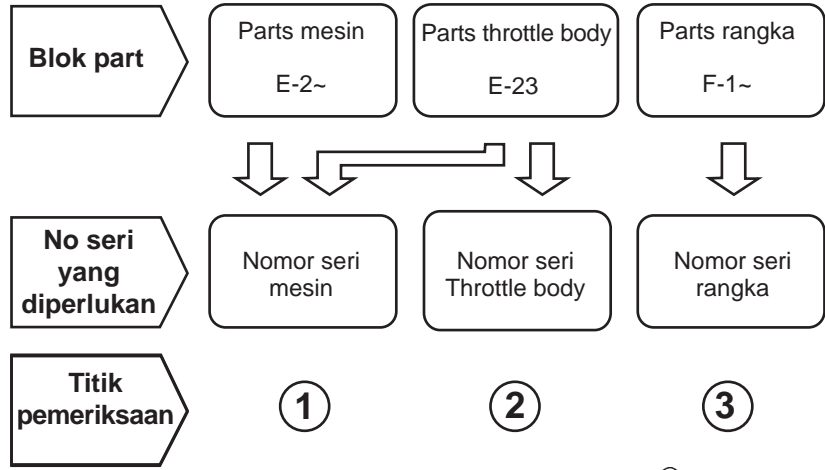 Blok part
Parts mesin
E-2~
Parts throttle body
E-23
Parts rangka
F-1~
No seri
yang
diperlukan
Nomor seri
mesin
Nomor seri
Throttle body
Nomor seri
rangka
Titik
pemeriksaan
1
2
3